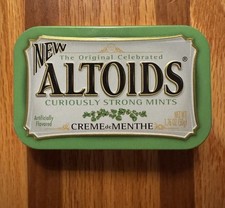 NEW
The Original Celebrated
ALTOIDS®
CURIOUSLY STRONG MINTS
Artificially
Flavored
CREME de MENTHE